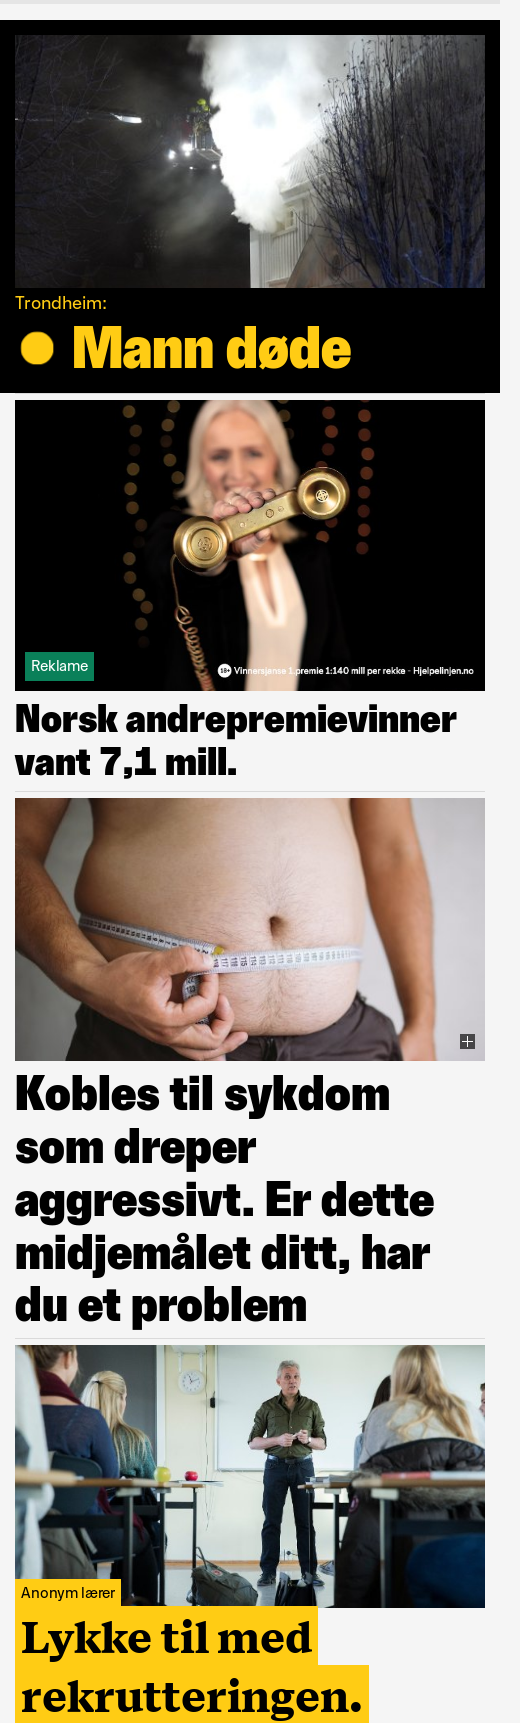 Trondheim:
Mann døde
Reklame
18+ Vinnersjanse 1.premie 1:140 mill per rekke - Hjelpelinjen.no
Norsk andrepremievinner
vant 7,1 mill.
Kobles til sykdom
som dreper
aggressivt. Er dette
midjemålet ditt, har
du et problem
Anonym lærer
Lykke til med
rekrutteringen.